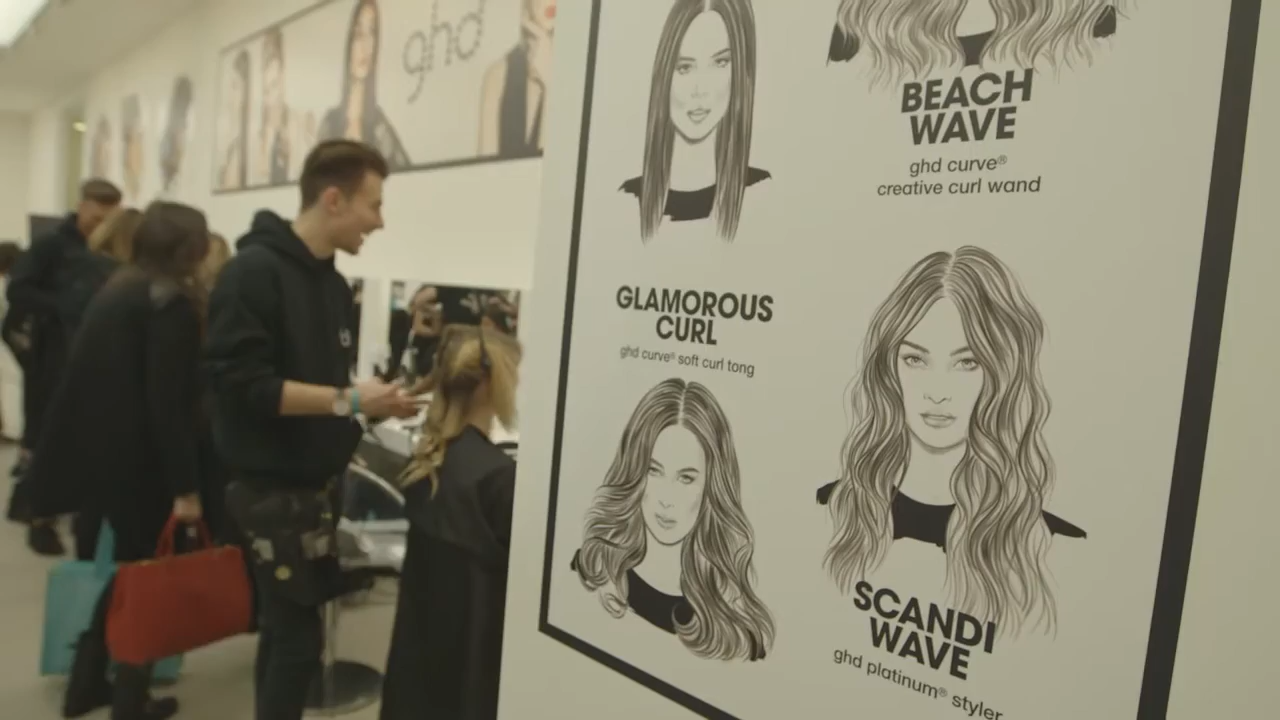 ghd
BEACH
WAVE
ghd curve®
creative curl wand
GLAMOROUS
CURL
ghd curve® soft curl tong
SCANDI
WAVE
ghd platinum® styler